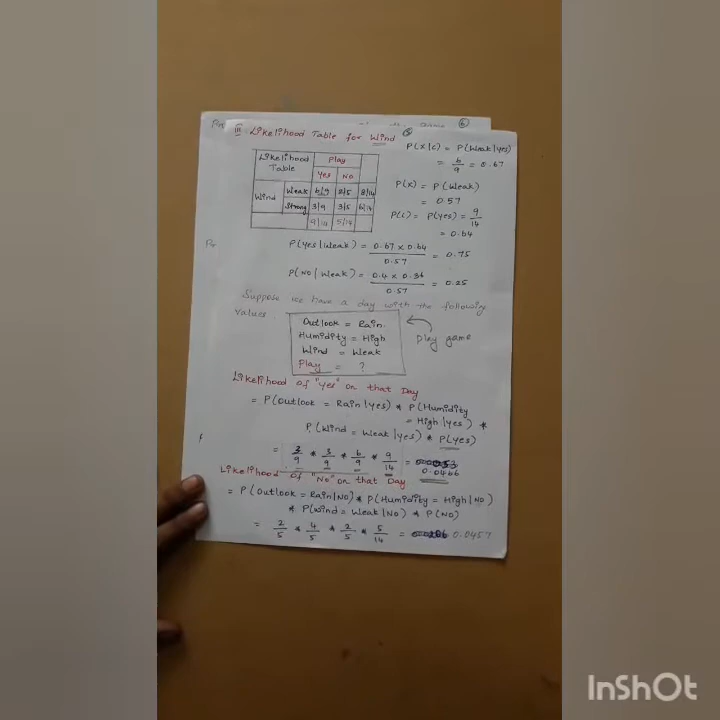 III Likelihood Table for Wind
Likelihood Table
Play
Yes No
Wind Weak 6/9 2/5 8/14
Strong 3/9 3/5 6/14
9/14 5/14
P(x|c) = P(Weak|yes)
= 6/9 = 0.67
P(x) = P(Weak)
= 0.57
P(c) = P(yes) = 9/14
= 0.64
P(yes|weak) = 0.67 x 0.64 / 0.57 = 0.75
P(No|Weak) = 0.4 x 0.36 / 0.57 = 0.25
Suppose we have a day with the following
values
Outlook = Rain
Humidity = High
Wind = Weak
Play = ?
play game
Likelihood of "yes" on that Day
= P(Outlook = Rain|yes) * P(Humidity
= High|yes) *
P(Wind = Weak|yes) * P(yes)
= 3/9 * 3/9 * 6/9 * 9/14 =
0.0466
Likelihood of "No" on that Day
= P(Outlook = Rain|No) * P(Humidity = High|No)
* P(wind = Weak|No) * P(No)
= 2/5 * 4/5 * 2/5 * 5/14 = 0.0457
InShOt